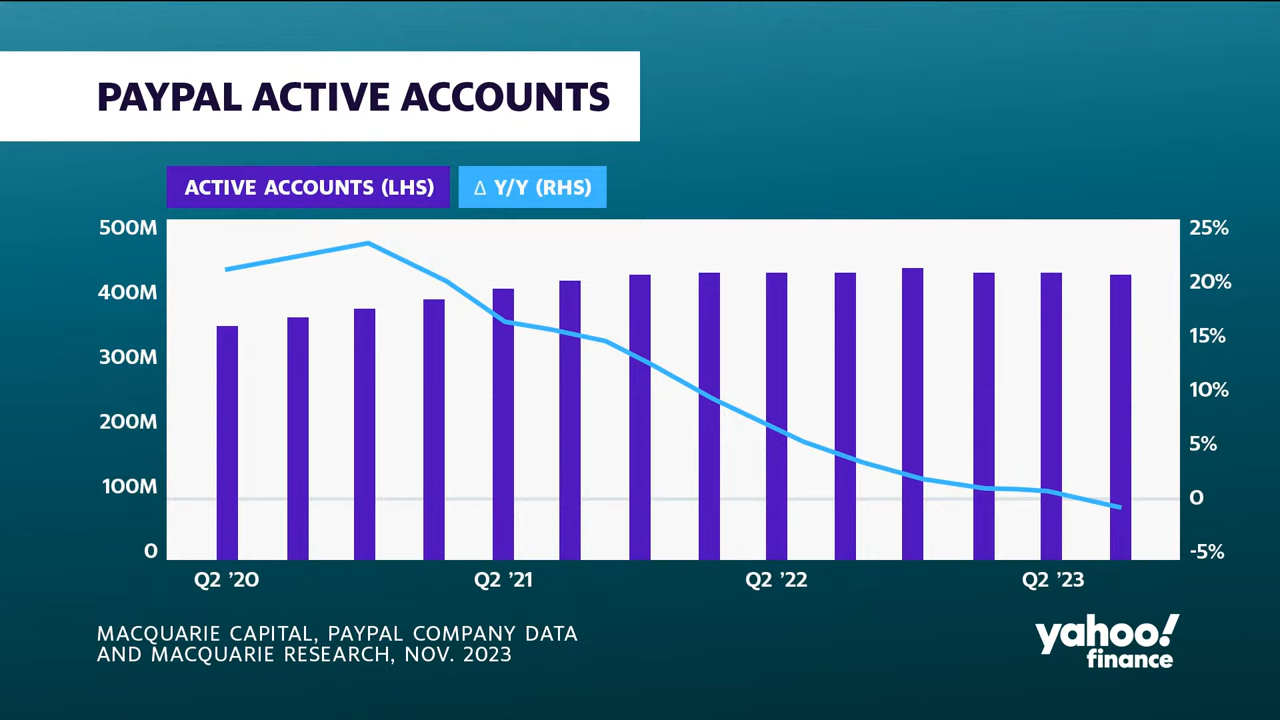 PAYPAL ACTIVE ACCOUNTS
ACTIVE ACCOUNTS (LHS) Δ Y/Y (RHS)
500M 25%
400M 20%
300M 15%
200M 10%
100M 5%
0 0
-5%
Q2 ’20 Q2 ’21 Q2 ’22 Q2 ’23
MACQUARIE CAPITAL, PAYPAL COMPANY DATA
AND MACQUARIE RESEARCH, NOV. 2023
yahoo!
finance